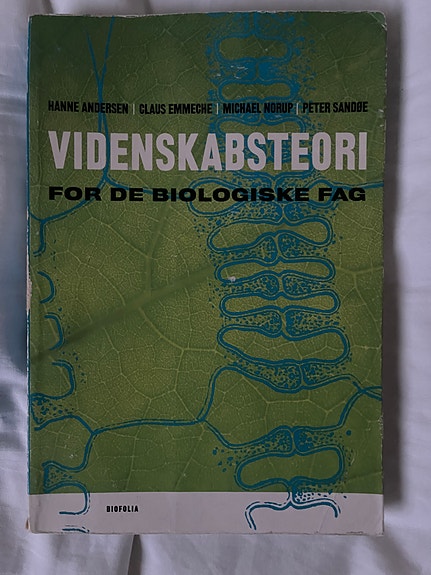 HANNE ANDERSEN | CLAUS EMMECHE | MICHAEL NORUP | PETER SANDØE
VIDENSKABSTEORI
FOR DE BIOLOGISKE FAG
BIOFOLIA